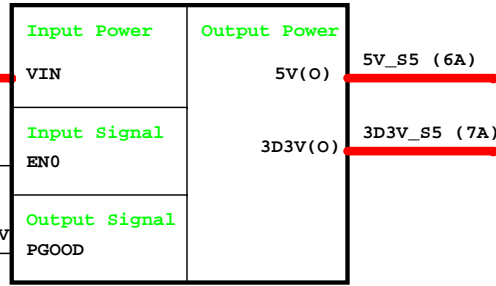 Input Power
VIN
Input Signal
EN0
Output Signal
PGOOD
V
Output Power
5V(O)
3D3V(O)
5V_S5 (6A)
3D3V_S5 (7A)